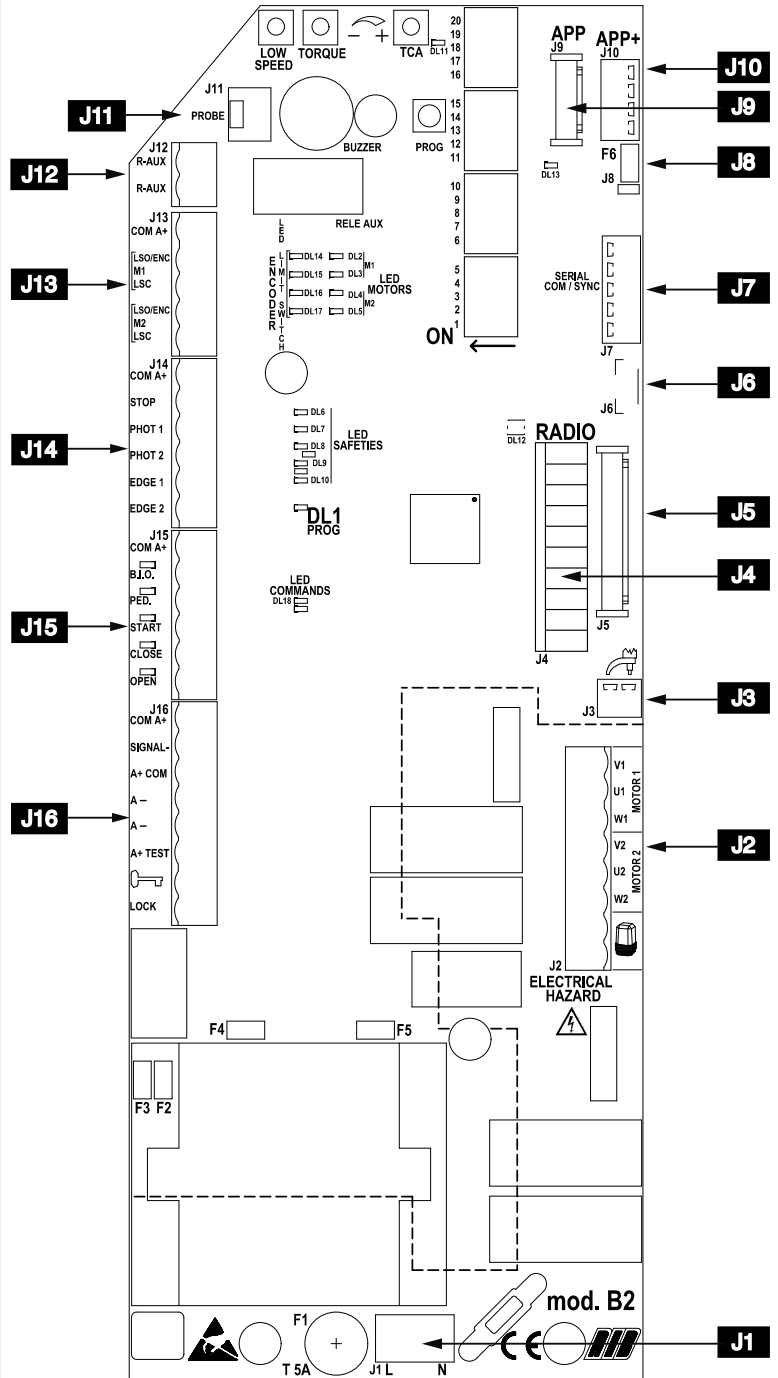 LOW SPEED
TORQUE
− +
TCA
DL11
20
19
18
17
16
APP
J9
APP+
J10
J10
J9
J11
J11
PROBE
BUZZER
PROG
15
14
13
12
11
F6
J8
J8
DL13
J12
J12
R-AUX
R-AUX
RELE AUX
10
9
8
7
6
J13
J13
COM A+
LSO/ENC
M1
LSC
LSO/ENC
M2
LSC
LED LIMIT SWITCH
ENCODER
DL14
DL15
DL16
DL17
DL2
DL3
DL4
DL5
M1
M2
LED MOTORS
5
4
3
2
1
ON
SERIAL
COM / SYNC
J7
J7
J14
J14
COM A+
STOP
PHOT 1
PHOT 2
EDGE 1
EDGE 2
J6
J6
DL6
DL7
DL8
DL9
DL10
LED
SAFETIES
DL12
RADIO
DL1
PROG
J5
J4
J5
J4
J15
J15
COM A+
B.I.O.
PED.
START
CLOSE
OPEN
LED
COMMANDS
DL18
J3
J3
J16
J16
COM A+
SIGNAL-
A+ COM
A −
A −
A+ TEST
LOCK
V1
U1
W1
MOTOR 1
V2
U2
W2
MOTOR 2
J2
J2
ELECTRICAL
HAZARD
F4
F5
F3
F2
F1
T 5A
J1 L
N
mod. B2
CE
J1